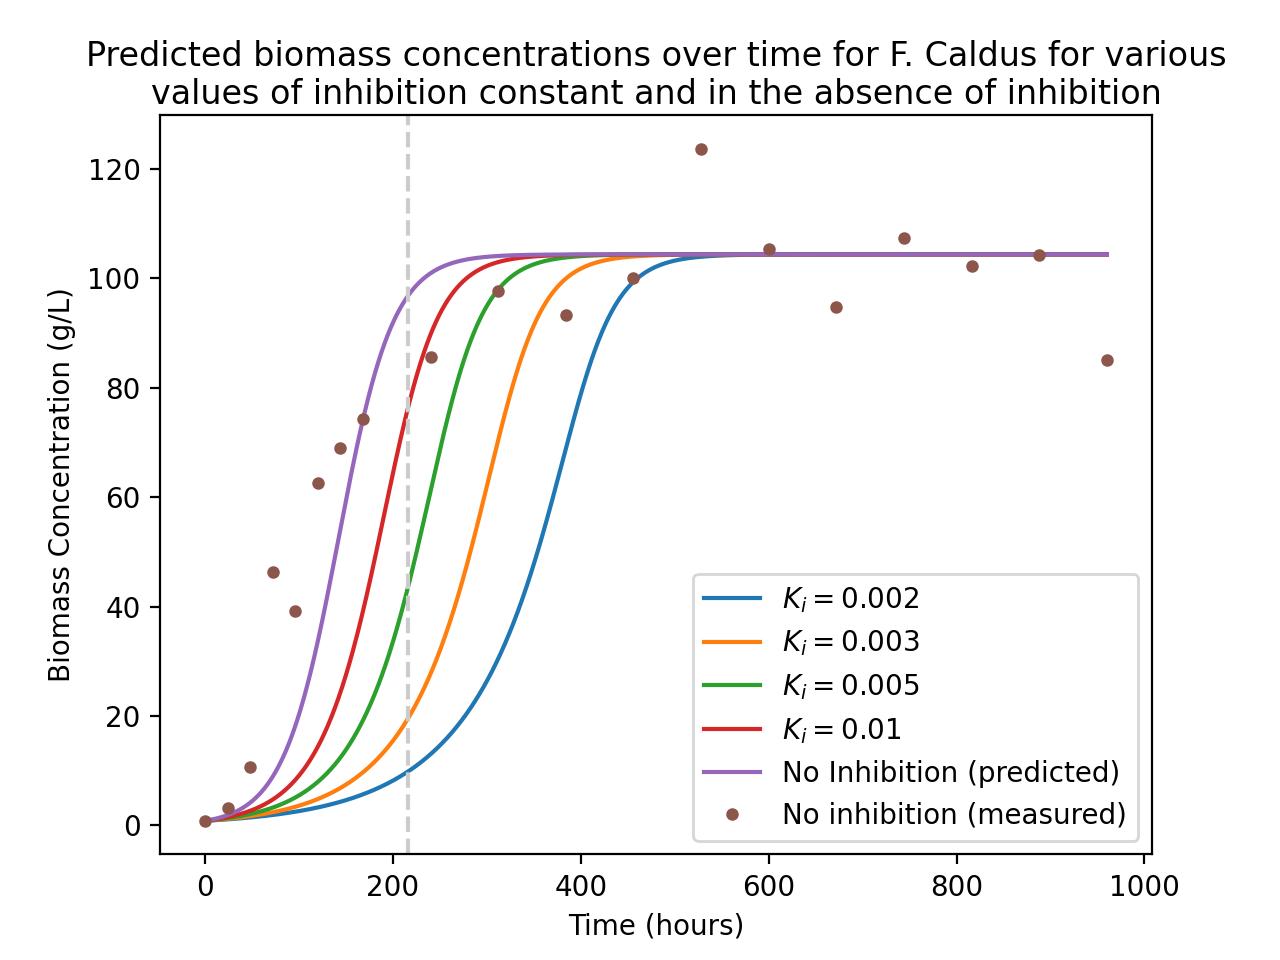 Predicted biomass concentrations over time for F. Caldus for various
values of inhibition constant and in the absence of inhibition
Biomass Concentration (g/L)
120
100
80
60
40
20
0
0
200
400
600
800
1000
Time (hours)
K_i = 0.002
K_i = 0.003
K_i = 0.005
K_i = 0.01
No Inhibition (predicted)
No inhibition (measured)